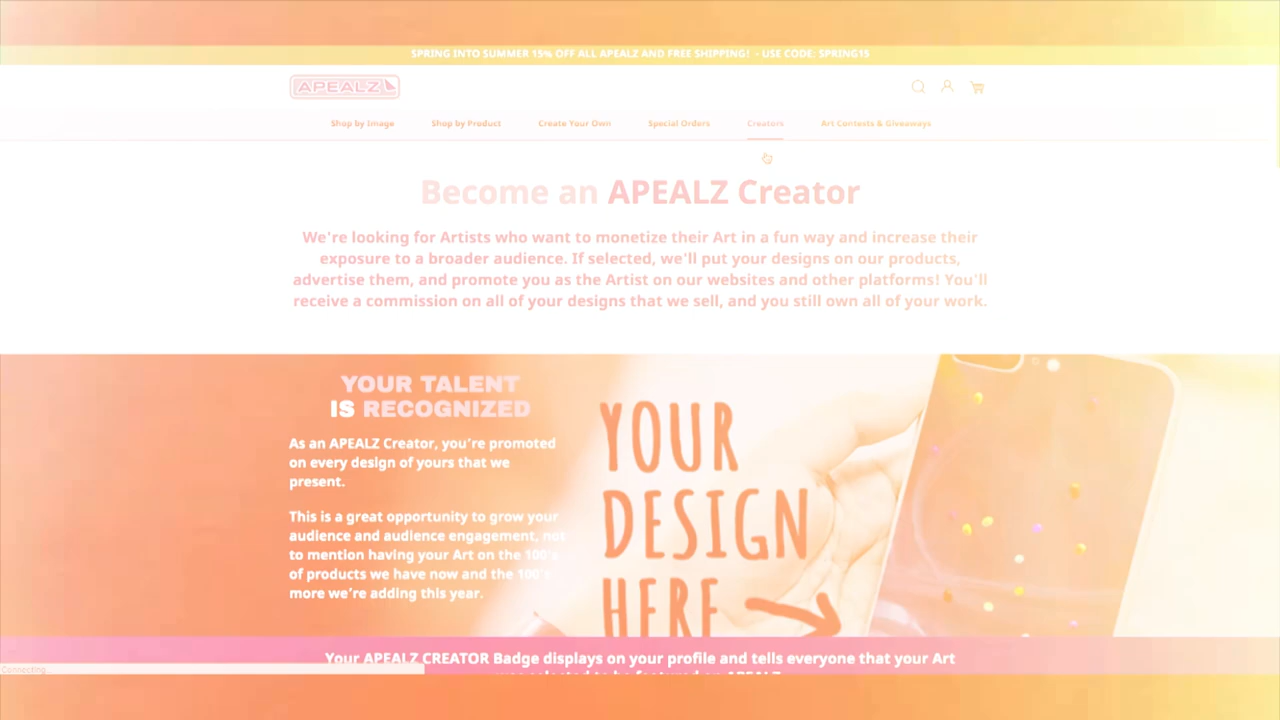 SPRING INTO SUMMER 15% OFF ALL APEALZ AND FREE SHIPPING! - USE CODE: SPRING15
APEALZ
Shop by Image
Shop by Product
Create Your Own
Special Orders
Creators
Art Contests & Giveaways
Become an APEALZ Creator
We're looking for Artists who want to monetize their Art in a fun way and increase their
exposure to a broader audience. If selected, we'll put your designs on our products,
advertise them, and promote you as the Artist on our websites and other platforms! You'll
receive a commission on all of your designs that we sell, and you still own all of your work.
YOUR TALENT
IS RECOGNIZED
As an APEALZ Creator, you're promoted
on every design of yours that we
present.
This is a great opportunity to grow your
audience and audience engagement, not
to mention having your Art on the 100's
of products we have now and the 100's
more we're adding this year.
YOUR
DESIGN
HERE
Your APEALZ CREATOR Badge displays on your profile and tells everyone that your Art
was selected to be featured on APEALZ
Connecting...